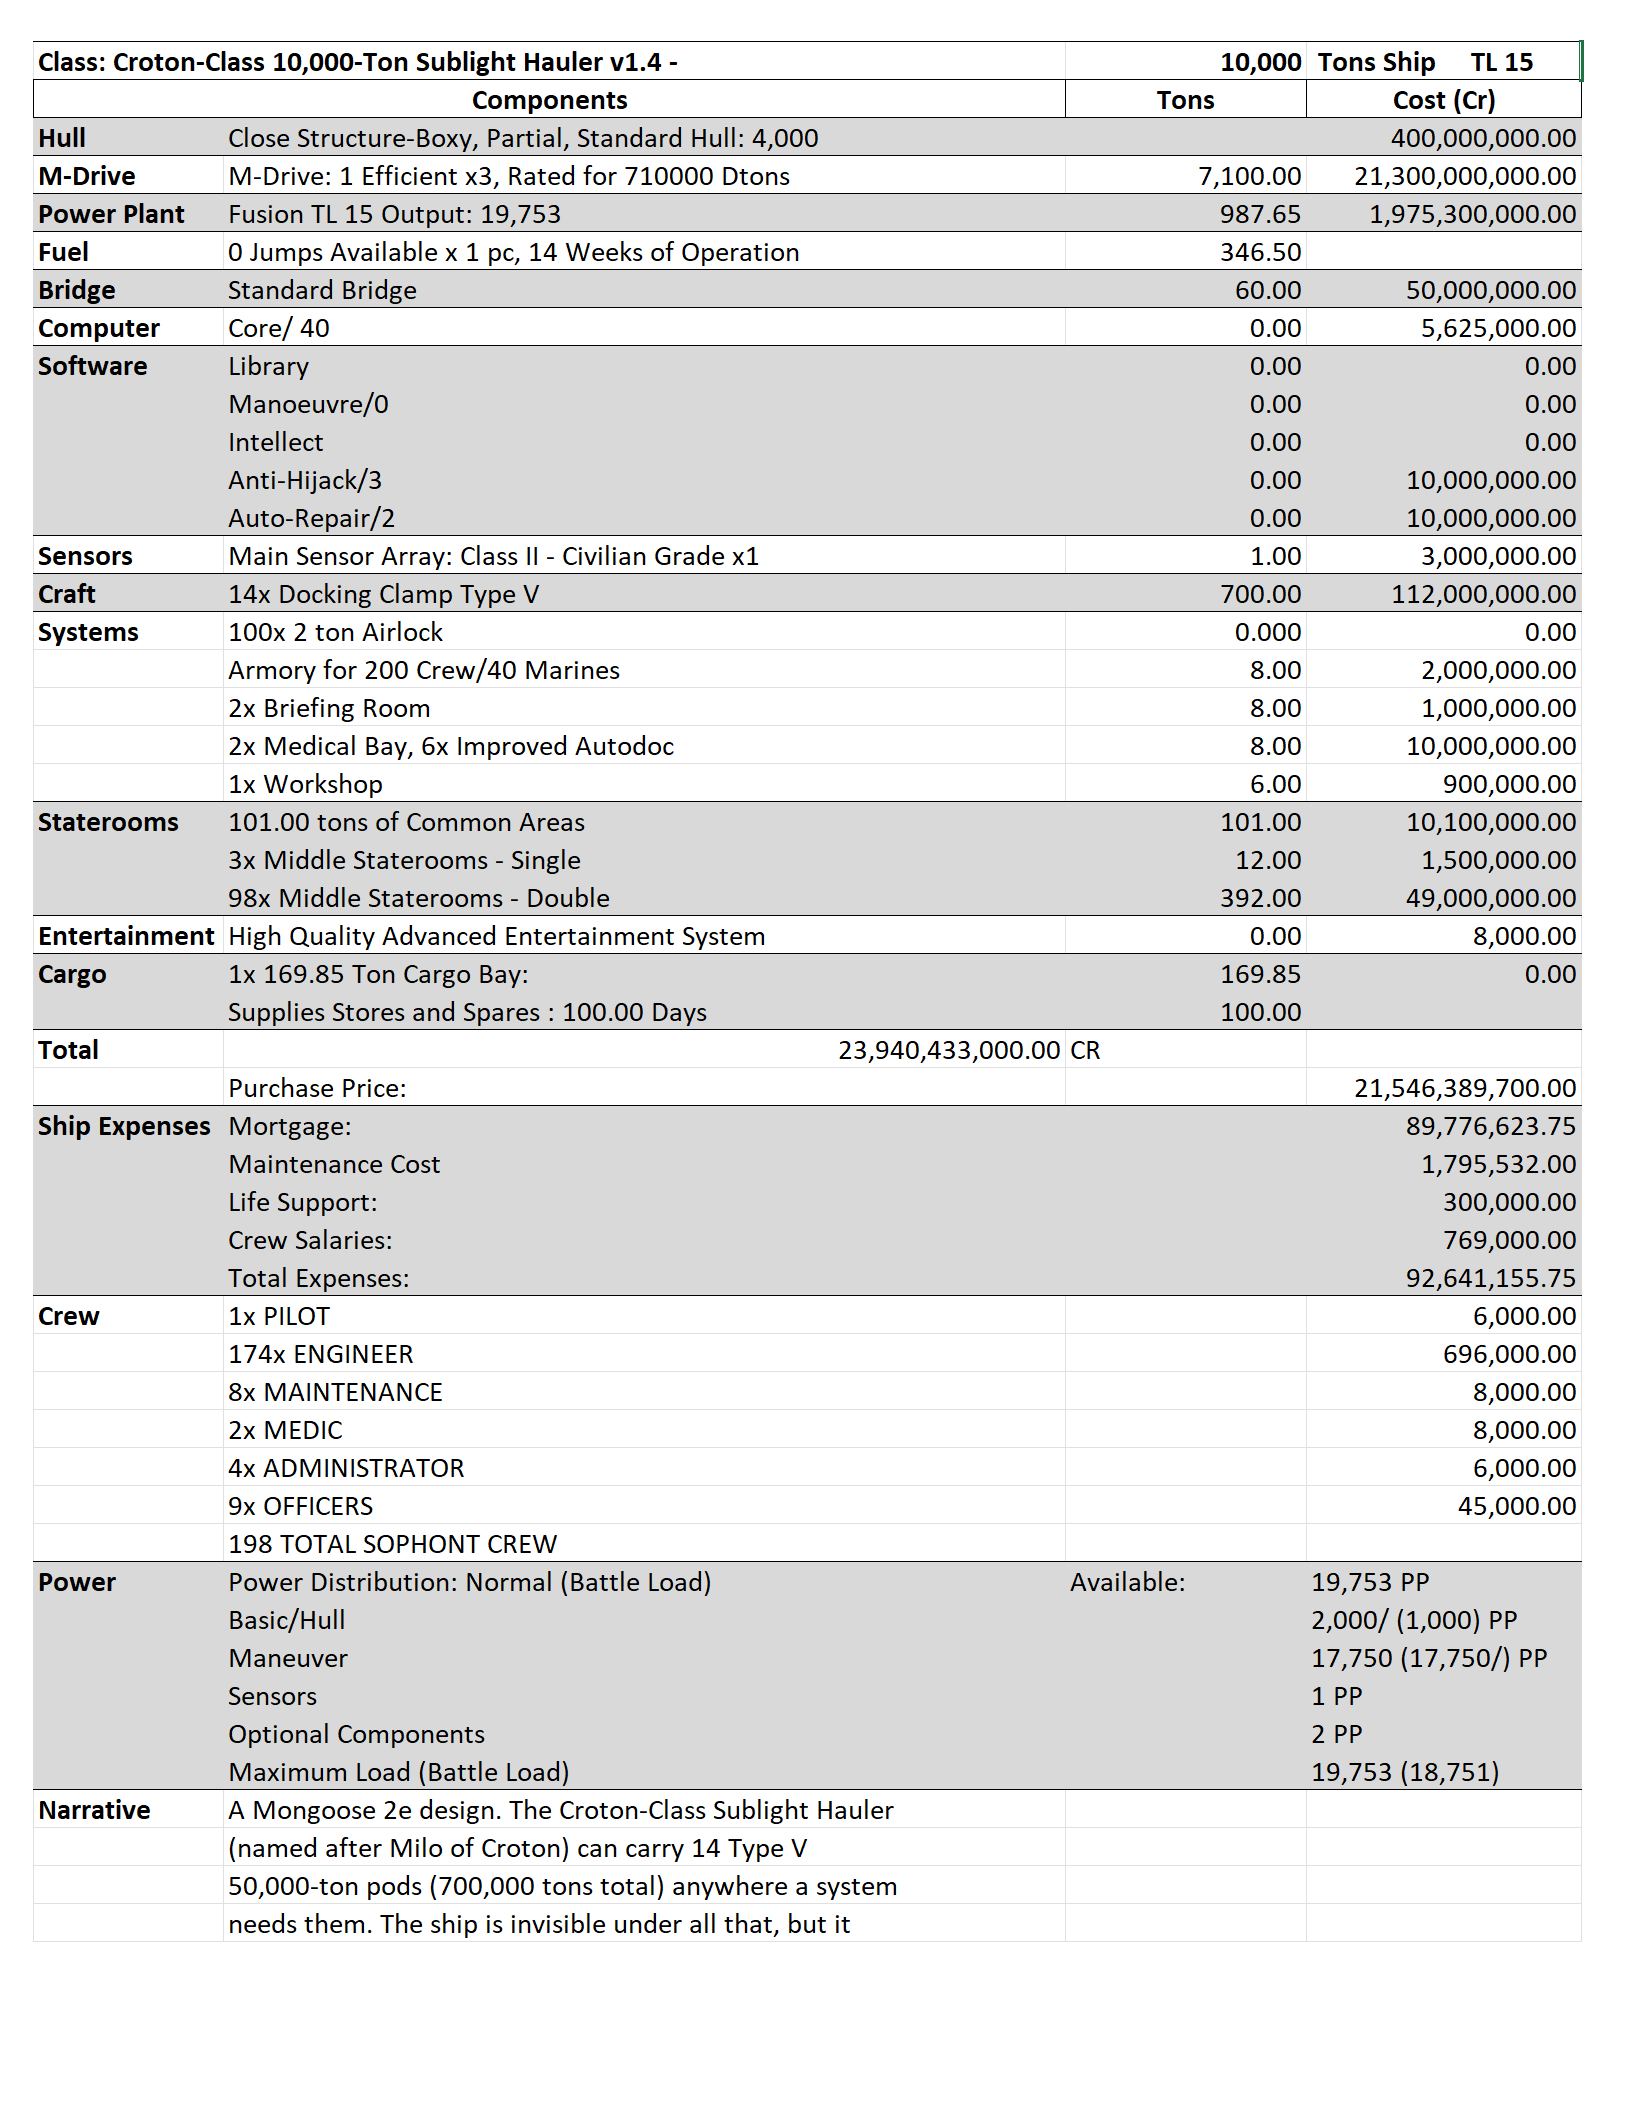 Class: Croton-Class 10,000-Ton Sublight Hauler v1.4 - 10,000 Tons Ship TL 15
Components Tons Cost (Cr)
Hull Close Structure-Boxy, Partial, Standard Hull: 4,000 400,000,000.00
M-Drive M-Drive: 1 Efficient x3, Rated for 710000 Dtons 7,100.00 21,300,000,000.00
Power Plant Fusion TL 15 Output: 19,753 987.65 1,975,300,000.00
Fuel 0 Jumps Available x 1 pc, 14 Weeks of Operation 346.50
Bridge Standard Bridge 60.00 50,000,000.00
Computer Core/ 40 0.00 5,625,000.00
Software Library 0.00 0.00
Manoeuvre/0 0.00 0.00
Intellect 0.00 0.00
Anti-Hijack/3 0.00 10,000,000.00
Auto-Repair/2 0.00 10,000,000.00
Sensors Main Sensor Array: Class II - Civilian Grade x1 1.00 3,000,000.00
Craft 14x Docking Clamp Type V 700.00 112,000,000.00
Systems 100x 2 ton Airlock 0.000 0.00
Armory for 200 Crew/40 Marines 8.00 2,000,000.00
2x Briefing Room 8.00 1,000,000.00
2x Medical Bay, 6x Improved Autodoc 8.00 10,000,000.00
1x Workshop 6.00 900,000.00
Staterooms 101.00 tons of Common Areas 101.00 10,100,000.00
3x Middle Staterooms - Single 12.00 1,500,000.00
98x Middle Staterooms - Double 392.00 49,000,000.00
Entertainment High Quality Advanced Entertainment System 0.00 8,000.00
Cargo 1x 169.85 Ton Cargo Bay: 169.85 0.00
Supplies Stores and Spares : 100.00 Days 100.00
Total 23,940,433,000.00 CR
Purchase Price: 21,546,389,700.00
Ship Expenses Mortgage: 89,776,623.75
Maintenance Cost 1,795,532.00
Life Support: 300,000.00
Crew Salaries: 769,000.00
Total Expenses: 92,641,155.75
Crew 1x PILOT 6,000.00
174x ENGINEER 696,000.00
8x MAINTENANCE 8,000.00
2x MEDIC 8,000.00
4x ADMINISTRATOR 6,000.00
9x OFFICERS 45,000.00
198 TOTAL SOPHONT CREW
Power Power Distribution: Normal (Battle Load) Available: 19,753 PP
Basic/Hull 2,000/ (1,000) PP
Maneuver 17,750 (17,750/) PP
Sensors 1 PP
Optional Components 2 PP
Maximum Load (Battle Load) 19,753 (18,751)
Narrative A Mongoose 2e design. The Croton-Class Sublight Hauler
(named after Milo of Croton) can carry 14 Type V
50,000-ton pods (700,000 tons total) anywhere a system
needs them. The ship is invisible under all that, but it